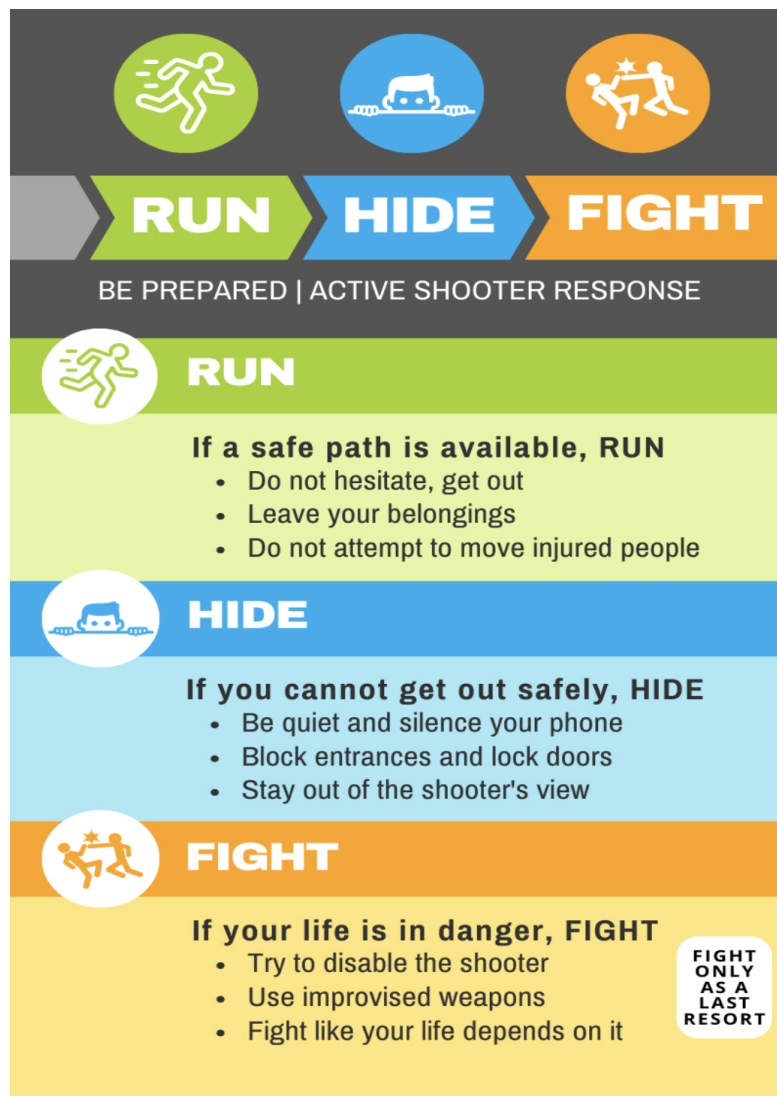 RUN HIDE FIGHT
BE PREPARED | ACTIVE SHOOTER RESPONSE
RUN
If a safe path is available, RUN
• Do not hesitate, get out
• Leave your belongings
• Do not attempt to move injured people
HIDE
If you cannot get out safely, HIDE
• Be quiet and silence your phone
• Block entrances and lock doors
• Stay out of the shooter's view
FIGHT
If your life is in danger, FIGHT
• Try to disable the shooter
• Use improvised weapons
• Fight like your life depends on it
FIGHT
ONLY
AS A
LAST
RESORT